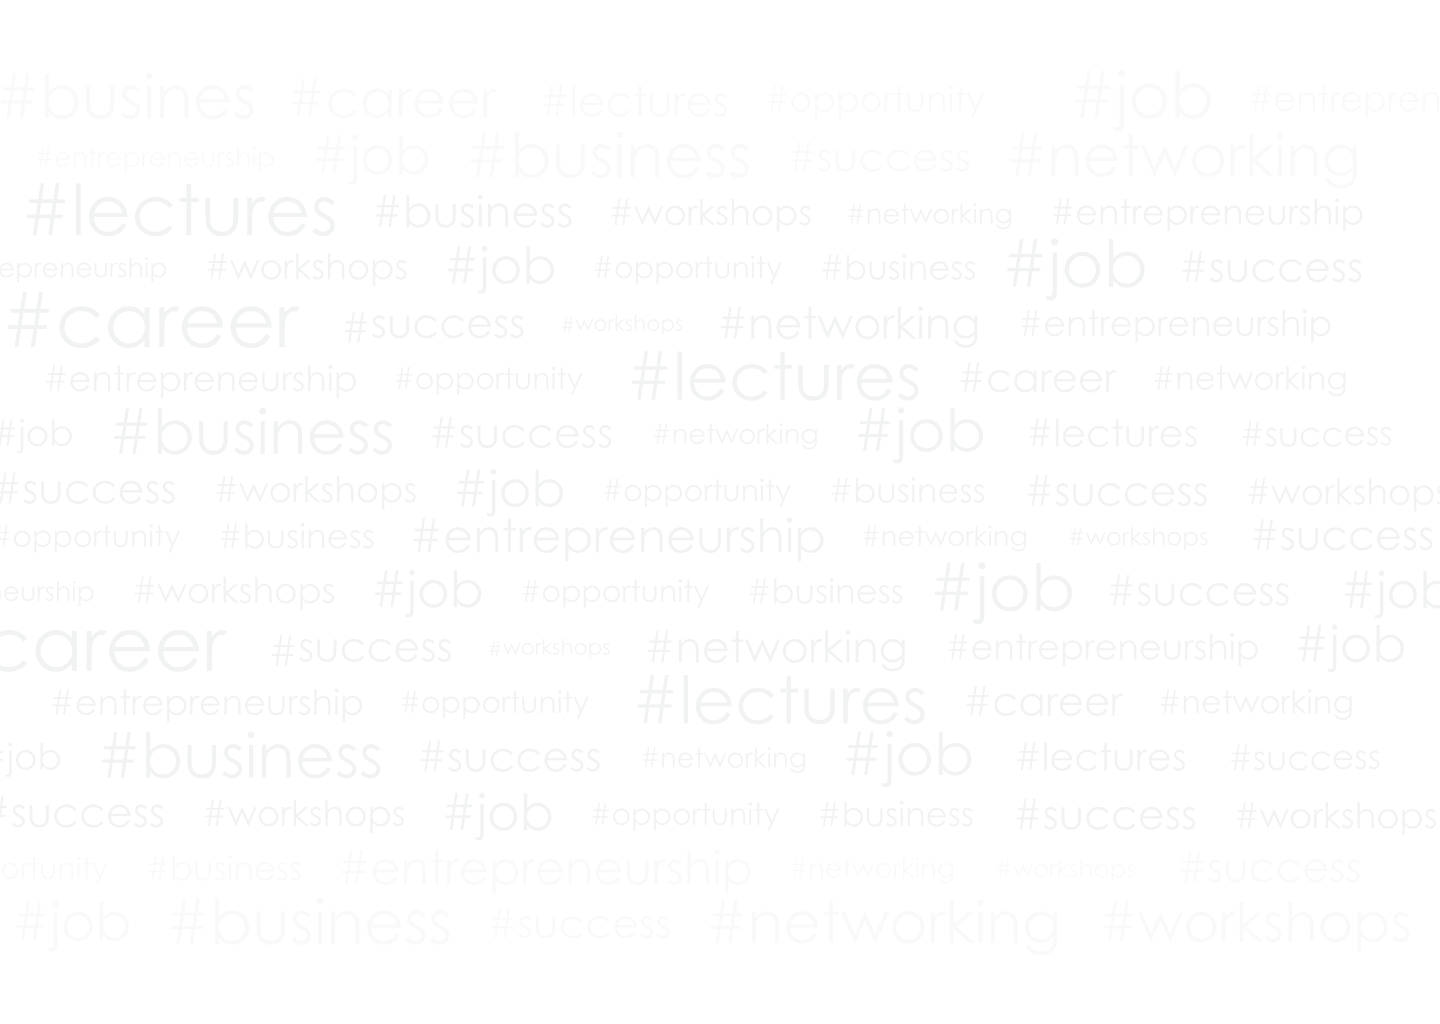 #busines #career #lectures #opportunity #job #entrepren
#entrepreneurship #job #business #success #networking
#lectures #business #workshops #networking #entrepreneurship
epreneurship #workshops #job #opportunity #business #job #success
#career #success #workshops #networking #entrepreneurship
#entrepreneurship #opportunity #lectures #career #networking
#job #business #success #networking #job #lectures #success
#success #workshops #job #opportunity #business #success #workshops
#opportunity #business #entrepreneurship #networking #workshops #success
eurship #workshops #job #opportunity #business #job #success #job
career #success #workshops #networking #entrepreneurship #job
#entrepreneurship #opportunity #lectures #career #networking
#job #business #success #networking #job #lectures #success
#success #workshops #job #opportunity #business #success #workshops
ortunity #business #entrepreneurship #networking #workshops #success
#job #business #success #networking #workshops